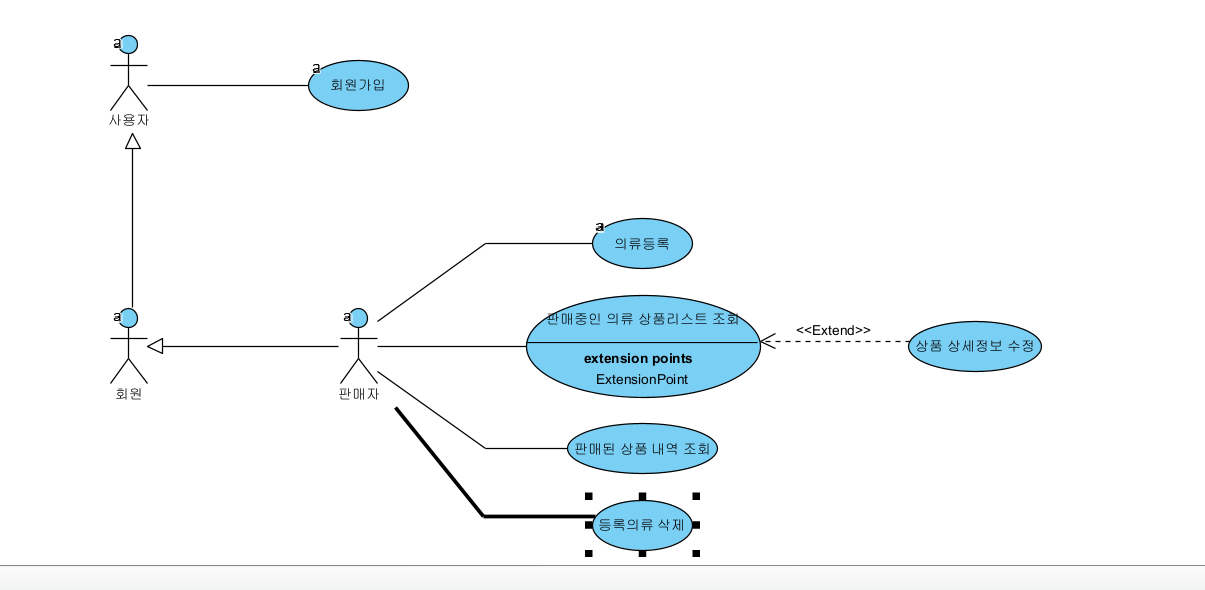 a
사용자
a
회원가입
a
의류등록
a
회원
a
판매자
판매중인 의류 상품리스트 조회
extension points
ExtensionPoint
<<Extend>>
상품 상세정보 수정
판매된 상품 내역 조회
등록의류 삭제